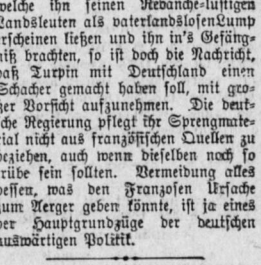 welche ihn seinen Revanche-lustigen
Landsleuten als vaterlandslosen Lump
erscheinen ließen und ihn in's Gefäng-
niß brachten, so ist doch die Nachricht,
daß Turpin mit Deutschland einen
Schacher gemacht haben soll, mit gro-
ßer Vorsicht aufzunehmen. Die deut-
sche Regierung pflegt ihr Sprengmate-
rial nicht aus französischen Quellen zu
beziehen, auch wenn dieselben noch so
trübe sein sollten. Vermeidung alles
dessen, was den Franzosen Ursache
zum Aerger geben könnte, ist ja eines
der Hauptgrundzüge der deutschen
auswärtigen Politik.